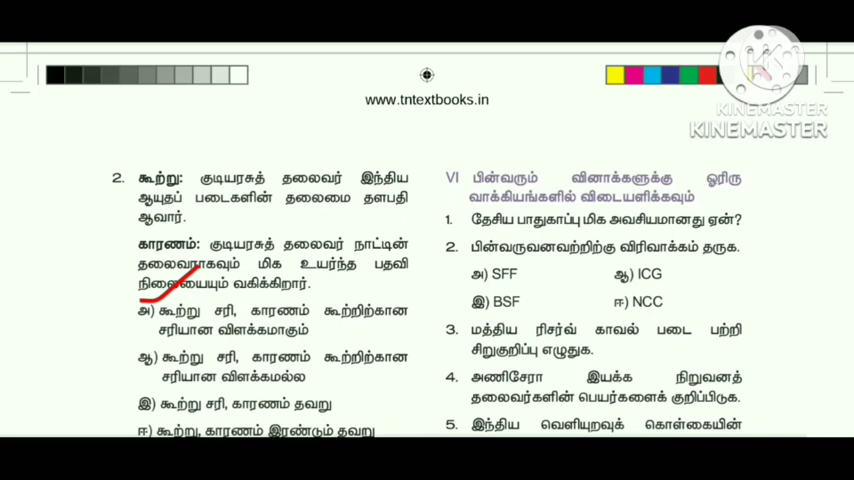 KINEMASTER
KINEMASTER
www.tntextbooks.in
2. கூற்று: குடியரசுத் தலைவர் இந்திய
ஆயுதப் படைகளின் தலைமை தளபதி
ஆவார்.
காரணம்: குடியரசுத் தலைவர் நாட்டின்
தலைவராகவும் மிக உயர்ந்த பதவி
நிலையையும் வகிக்கிறார்.
அ) கூற்று சரி, காரணம் கூற்றிற்கான
சரியான விளக்கமாகும்
ஆ) கூற்று சரி, காரணம் கூற்றிற்கான
சரியான விளக்கமல்ல
இ) கூற்று சரி, காரணம் தவறு
ஈ) கூற்று, காரணம் இரண்டும் தவறு
VI பின்வரும் வினாக்களுக்கு ஓரிரு
வாக்கியங்களில் விடையளிக்கவும்
1. தேசிய பாதுகாப்பு மிக அவசியமானது ஏன்?
2. பின்வருவனவற்றிற்கு விரிவாக்கம் தருக.
அ) SFF ஆ) ICG
இ) BSF ஈ) NCC
3. மத்திய ரிசர்வ் காவல் படை பற்றி
சிறுகுறிப்பு எழுதுக.
4. அணிசேரா இயக்க நிறுவனத்
தலைவர்களின் பெயர்களைக் குறிப்பிடுக.
5. இந்திய வெளியுறவுக் கொள்கையின்